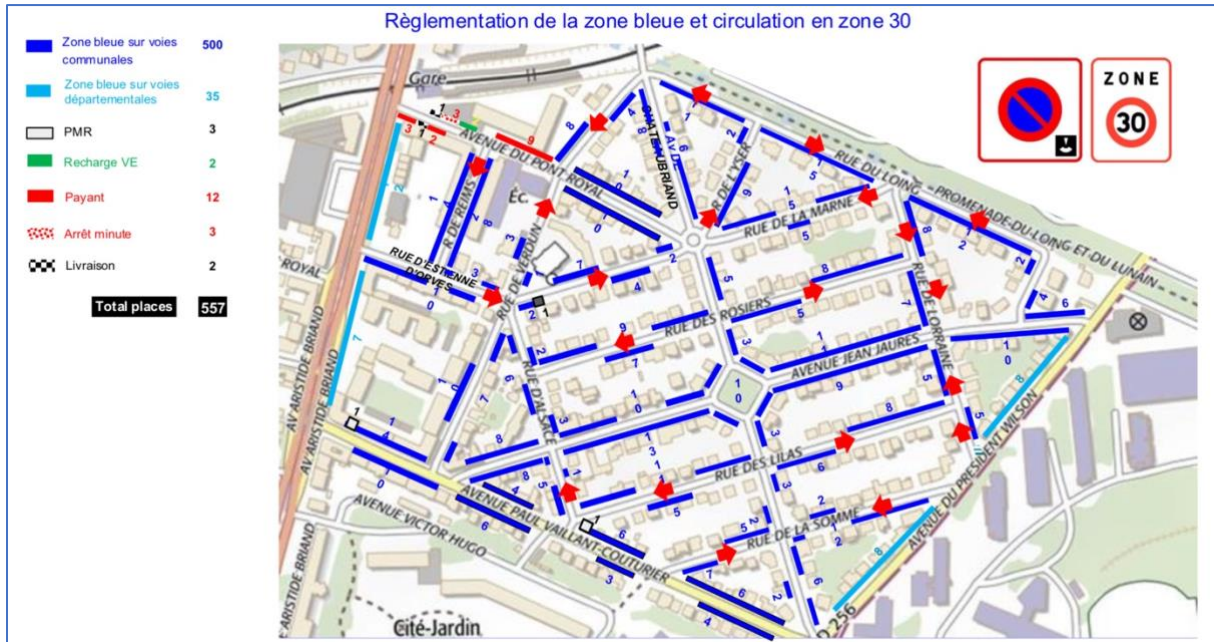 Règlementation de la zone bleue et circulation en zone 30
Zone bleue sur voies
communales
500
Zone bleue sur voies
départementales
35
PMR
3
Recharge VE
2
Payant
12
Arrêt minute
3
Livraison
2
Total places
557
ZONE
30
Gare
AVENUE DU PONT ROYAL
CHATEAUBRIAND
AV.DE
R DE L'YSER
RUE DU LOING
PROMENADE-DU-LOING ET DU LUNAIN
RUE DE LA MARNE
Éc.
R DE REIMS
RUE DE VERDUN
RUE D'ESTIENNE
D'ORVES
RUE DES ROSIERS
RUE DE LORRAINE
AVENUE JEAN JAURES
RUE D'ALSACE
RUE DES LILAS
RUE DE LA SOMME
AVENUE DU PRESIDENT WILSON
AVENUE PAUL VAILLANT-COUTURIER
AVENUE VICTOR HUGO
AV ARISTIDE BRIAND
AV ARISTIDE BRIAND
ARISTIDE BRIAND
-ROYAL
Cité-Jardin
D 256